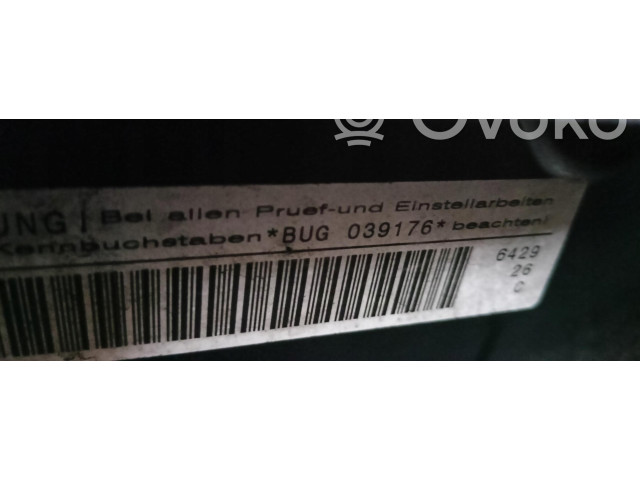 Ovoko
UNG! Bei allen Pruef-und Einstellarbeiten
Kennbuchstaben *BUG 039176* beachten!
6429
26
C